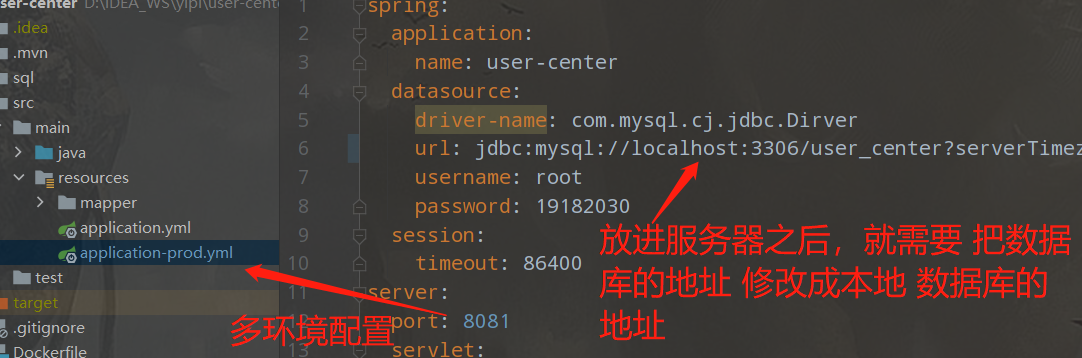 ser-center D:\IDEA_WS\yipi\user-cente
.idea
.mvn
sql
src
main
java
resources
mapper
application.yml
application-prod.yml
test
target
.gitignore
Dockerfile
1 spring:
2 application:
3 name: user-center
4 datasource:
5 driver-name: com.mysql.cj.jdbc.Dirver
6 url: jdbc:mysql://localhost:3306/user_center?serverTimez
7 username: root
8 password: 19182030
9 session:
10 timeout: 86400
11 server:
12 port: 8081
13 servlet:
放进服务器之后，就需要 把数据
库的地址 修改成本地 数据库的
地址
多环境配置